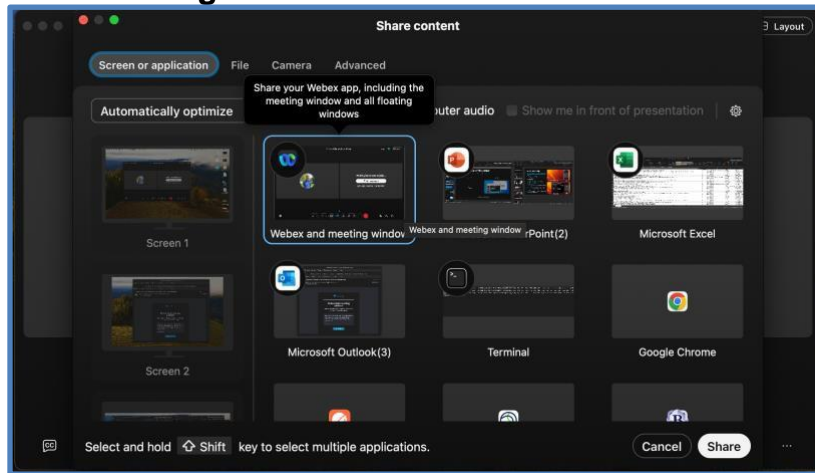 Share content
Layout
Screen or application File Camera Advanced
Share your Webex app, including the
meeting window and all floating
windows
Automatically optimize
audio Show me in front of presentation
Webex and meeting window
Webex and meeting window
Microsoft Excel
Screen 1
Microsoft Outlook(3)
Terminal
Google Chrome
Screen 2
CC
Select and hold Shift key to select multiple applications.
Cancel
Share